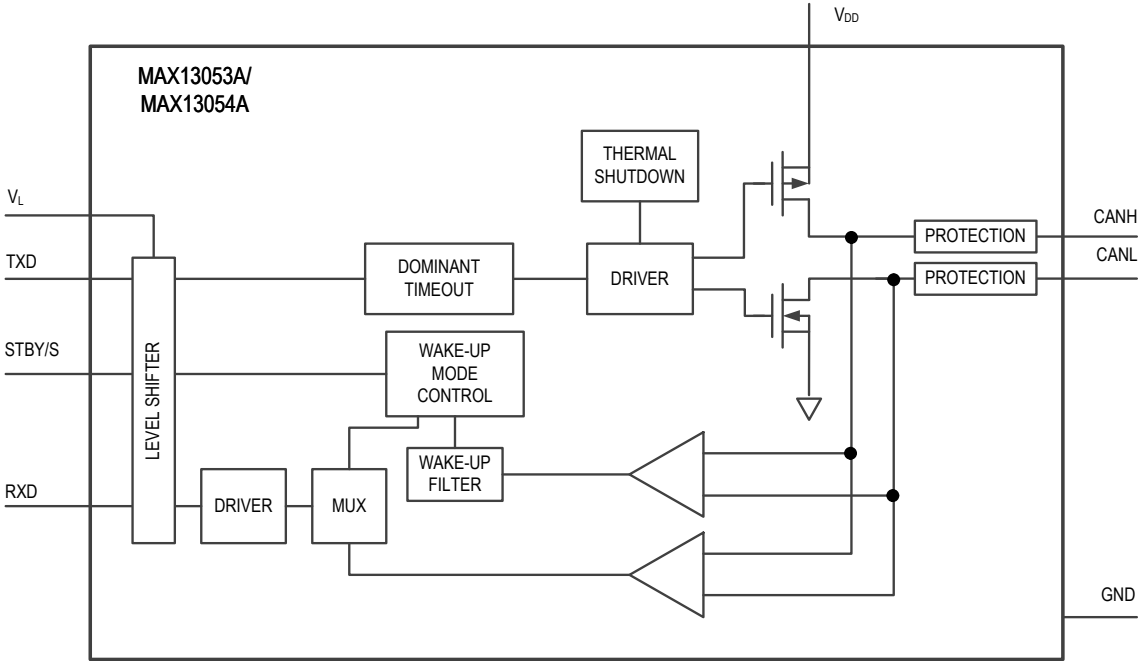 VDD
MAX13053A/
MAX13054A
THERMAL
SHUTDOWN
VL
CANH
PROTECTION
TXD
CANL
DOMINANT
TIMEOUT
DRIVER
PROTECTION
STBY/S
WAKE-UP
MODE
CONTROL
LEVEL SHIFTER
WAKE-UP
FILTER
RXD
DRIVER
MUX
GND